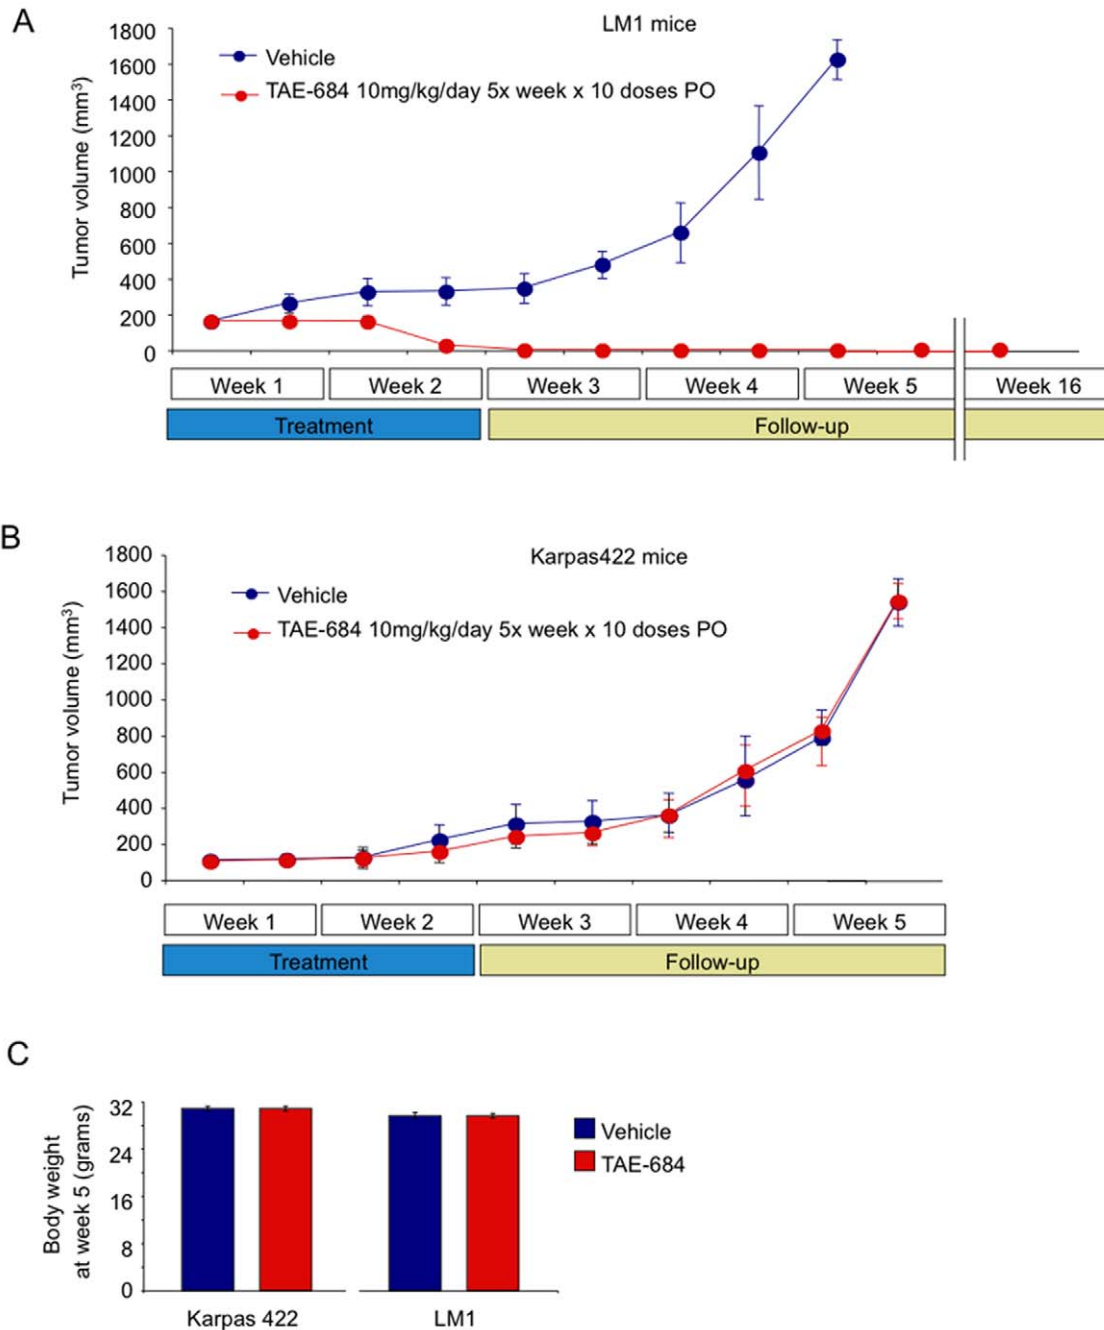 A
LM1 mice
Tumor volume (mm³)
1800
1600
1400
1200
1000
800
600
400
200
0
Vehicle
TAE-684 10mg/kg/day 5x week x 10 doses PO
Week 1 Week 2 Week 3 Week 4 Week 5 Week 16
Treatment Follow-up
B
Karpas422 mice
Tumor volume (mm³)
1800
1600
1400
1200
1000
800
600
400
200
0
Vehicle
TAE-684 10mg/kg/day 5x week x 10 doses PO
Week 1 Week 2 Week 3 Week 4 Week 5
Treatment Follow-up
C
Body weight
at week 5 (grams)
32
24
16
8
0
Vehicle
TAE-684
Karpas 422 LM1